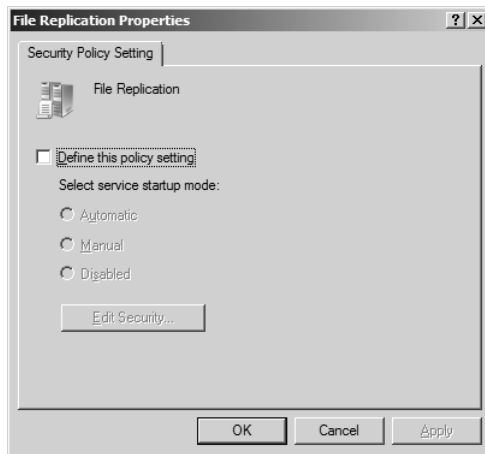 File Replication Properties
Security Policy Setting
File Replication
Define this policy setting
Select service startup mode:
Automatic
Manual
Disabled
Edit Security...
OK Cancel Apply